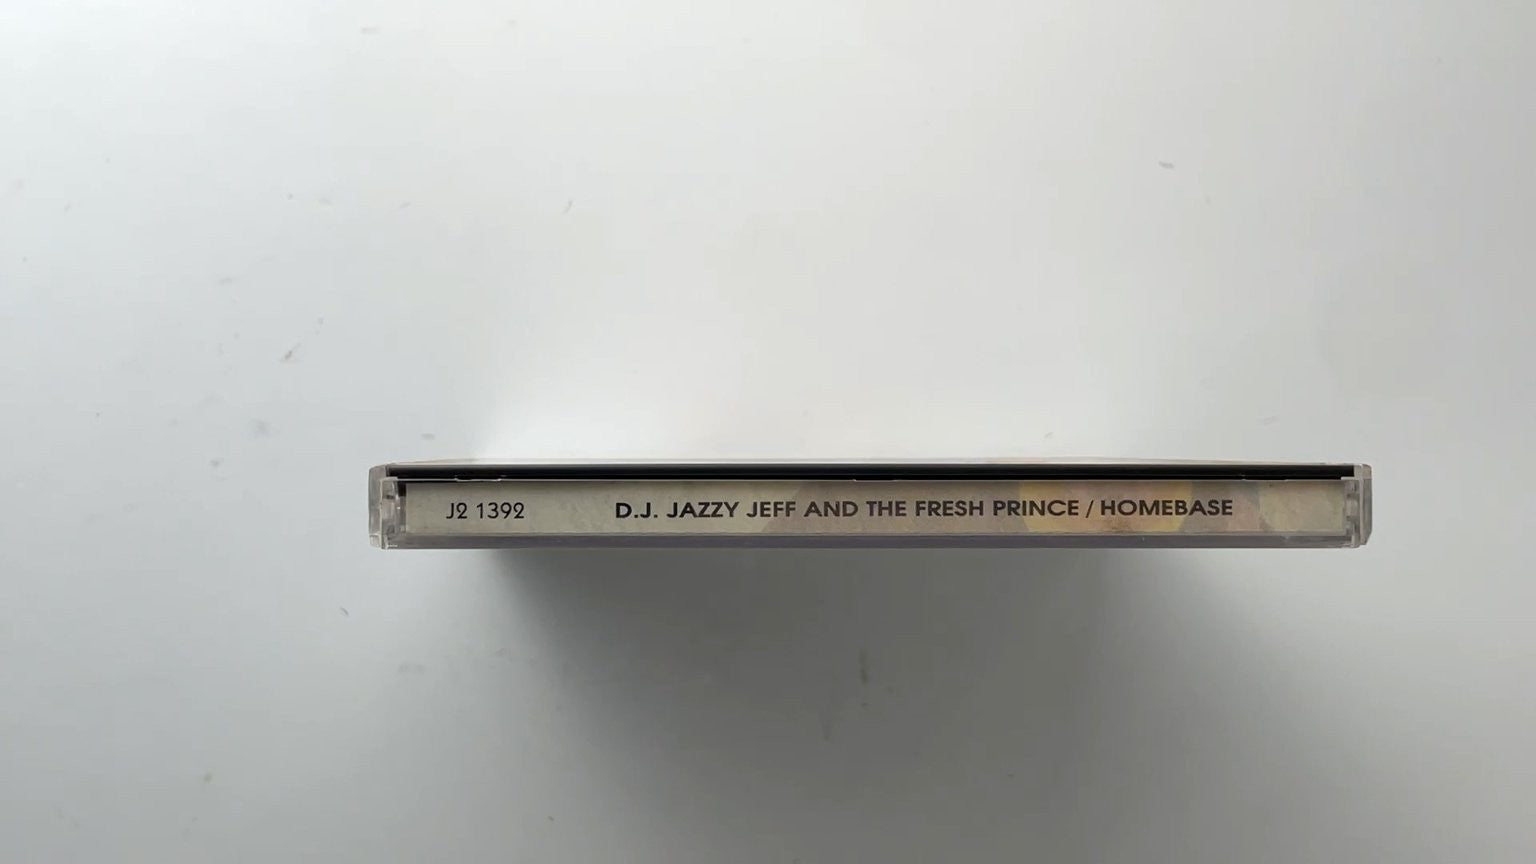 J2 1392 D.J. JAZZY JEFF AND THE FRESH PRINCE / HOMEBASE